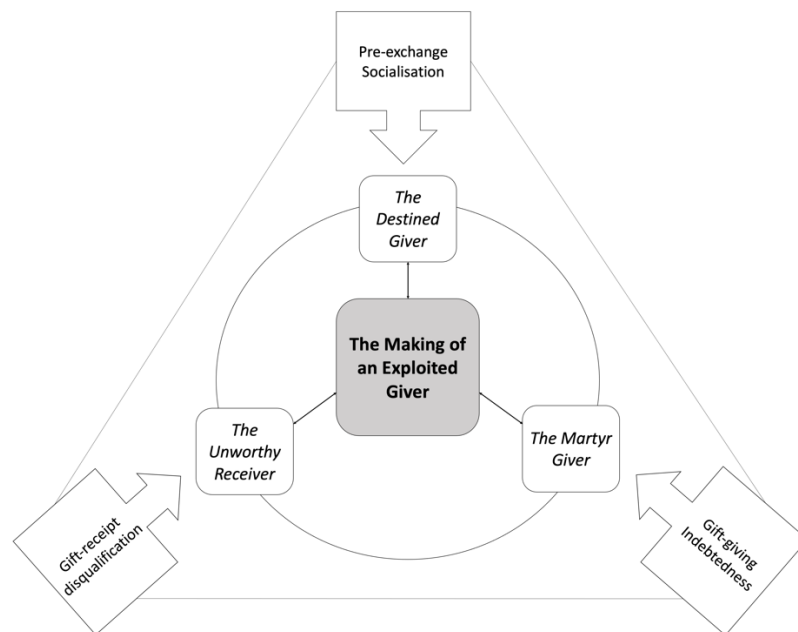 Pre-exchange
Socialisation
The
Destined
Giver
The Making of
an Exploited
Giver
The
Unworthy
Receiver
The Martyr
Giver
Gift-receipt
disqualification
Gift-giving
Indebtedness